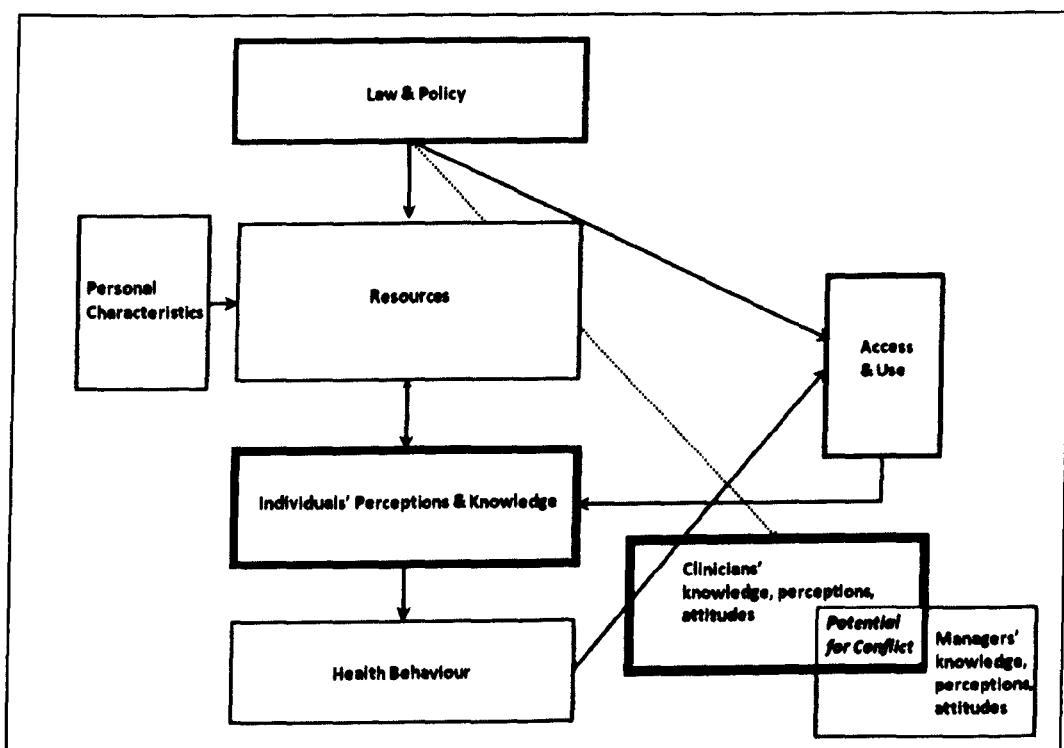 Law & Policy
Personal
Characteristics
Resources
Access
& Use
Individuals' Perceptions & Knowledge
Clinicians'
knowledge, perceptions,
attitudes
Potential
for Conflict
Managers'
knowledge,
perceptions,
attitudes
Health Behaviour